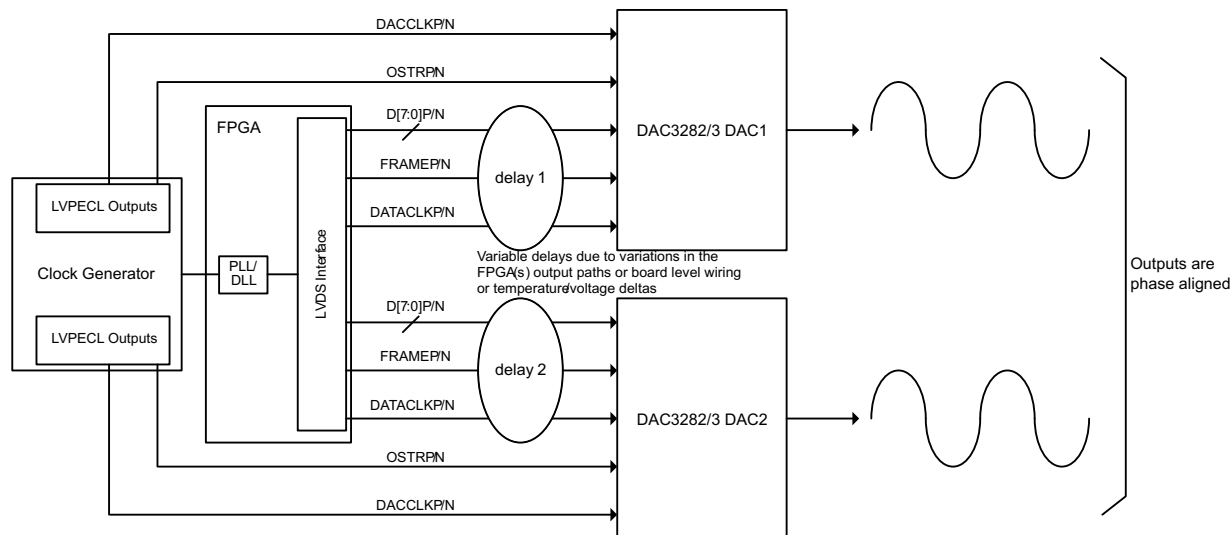 DACCLKP/N
OSTRP/N
D[7:0]P/N
FPGA
DAC3282/3 DAC1
FRAMEP/N
delay 1
LVPECL Outputs
DATACLKP/N
LVDS Interface
Variable delays due to variations in the
FPGA(s) output paths or board level wiring
or temperature/voltage deltas
Clock Generator
PLL/
DLL
Outputs are
phase aligned
D[7:0]P/N
LVPECL Outputs
FRAMEP/N
delay 2
DATACLKP/N
DAC3282/3 DAC2
OSTRP/N
DACCLKP/N